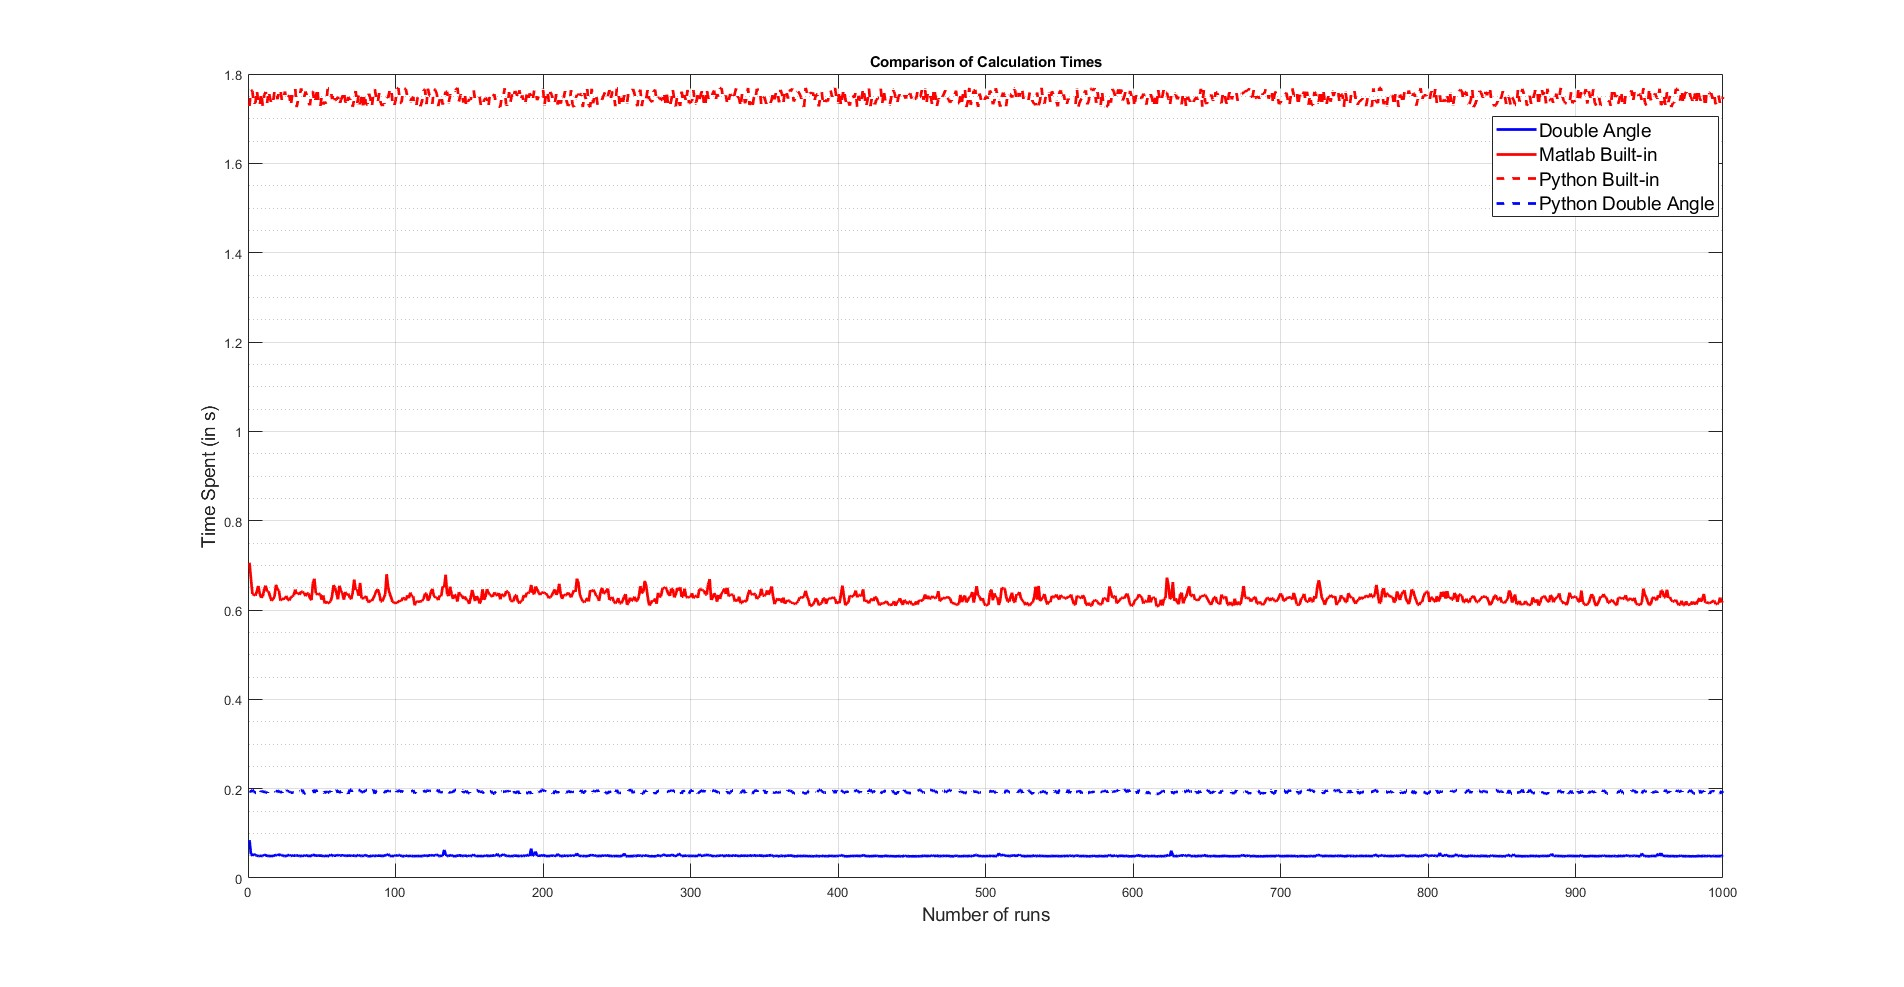 Comparison of Calculation Times
1.8
1.6
1.4
1.2
1
0.8
0.6
0.4
0.2
0
Time Spent (in s)
Double Angle
Matlab Built-in
Python Built-in
Python Double Angle
0 100 200 300 400 500 600 700 800 900 1000
Number of runs